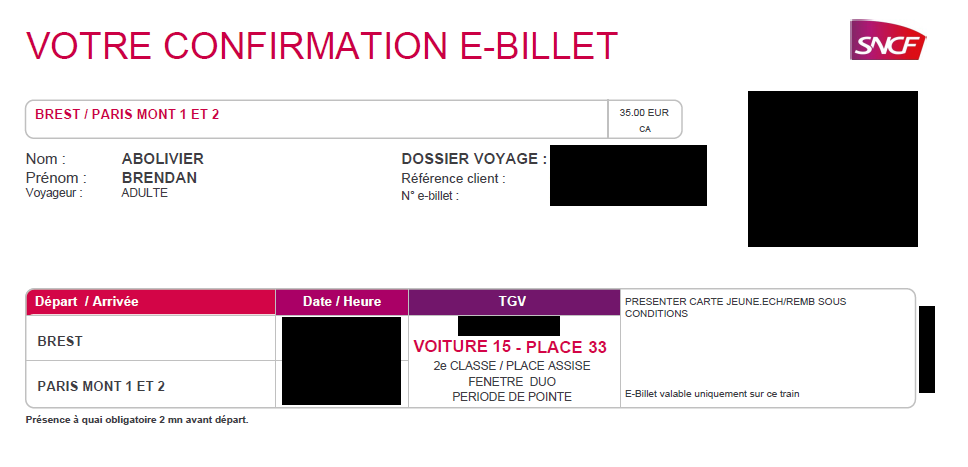 VOTRE CONFIRMATION E-BILLET
SNCF
BREST / PARIS MONT 1 ET 2
35.00 EUR
CA
Nom : ABOLIVIER
Prénom : BRENDAN
Voyageur : ADULTE
DOSSIER VOYAGE :
Référence client :
N° e-billet :
Départ / Arrivée
Date / Heure
TGV
PRESENTER CARTE JEUNE.ECH/REMB SOUS
CONDITIONS
BREST
VOITURE 15 - PLACE 33
2e CLASSE / PLACE ASSISE
FENETRE DUO
PERIODE DE POINTE
PARIS MONT 1 ET 2
E-Billet valable uniquement sur ce train
Présence à quai obligatoire 2 mn avant départ.